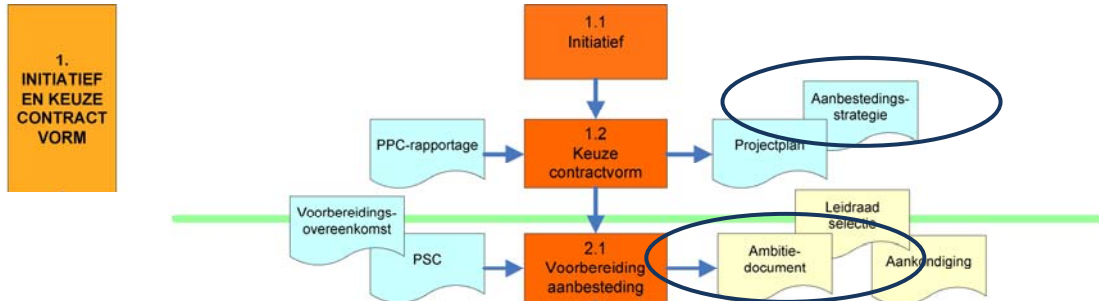 1.
INITIATIEF
EN KEUZE
CONTRACT
VORM
1.1
Initiatief
Aanbestedings-
strategie
PPC-rapportage
1.2
Keuze
contractvorm
Projectplan
Voorbereidings-
overeenkomst
PSC
2.1
Voorbereiding
aanbesteding
Leidraad
selectie
Ambitie-
document
Aankondiging